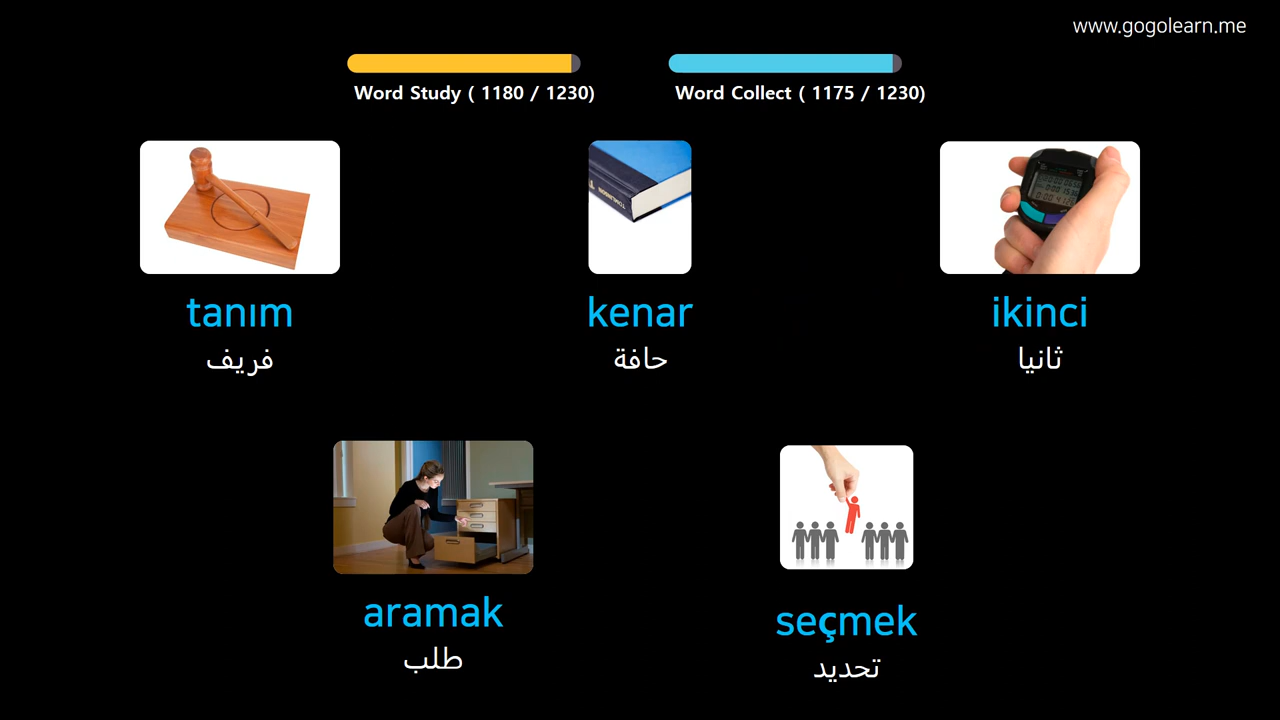 www.gogolearn.me
Word Study ( 1180 / 1230)
Word Collect ( 1175 / 1230)
tanım
فريف
kenar
حافة
ikinci
ثانيا
aramak
طلب
seçmek
تحديد